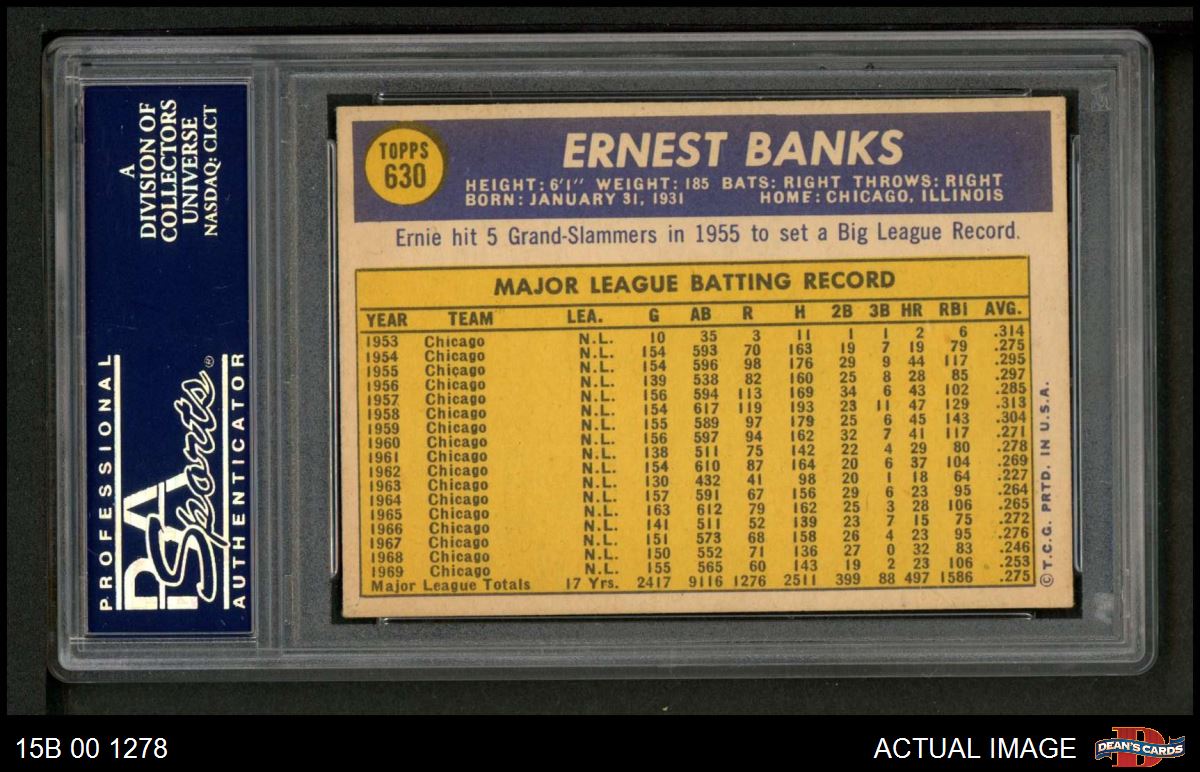 A
DIVISION OF
COLLECTORS
UNIVERSE
NASDAQ: CLCT
PROFESSIONAL
PSA
Sports®
AUTHENTICATOR
TOPPS
630
ERNEST BANKS
HEIGHT: 6'1" WEIGHT: 185 BATS: RIGHT THROWS: RIGHT
BORN: JANUARY 31, 1931 HOME: CHICAGO, ILLINOIS
Ernie hit 5 Grand-Slammers in 1955 to set a Big League Record.
MAJOR LEAGUE BATTING RECORD
YEAR TEAM LEA. G AB R H 2B 3B HR RBI AVG.
1953 Chicago N.L. 10 35 3 11 1 1 2 6 .314
1954 Chicago N.L. 154 593 70 163 19 7 19 79 .275
1955 Chicago N.L. 154 596 98 176 29 9 44 117 .295
1956 Chicago N.L. 139 538 82 160 25 8 28 85 .297
1957 Chicago N.L. 156 594 113 169 34 6 43 102 .285
1958 Chicago N.L. 154 617 119 193 23 11 47 129 .313
1959 Chicago N.L. 155 589 97 179 25 6 45 143 .304
1960 Chicago N.L. 156 597 94 162 32 7 41 117 .271
1961 Chicago N.L. 138 511 75 142 22 4 29 80 .278
1962 Chicago N.L. 154 610 87 164 20 6 37 104 .269
1963 Chicago N.L. 130 432 41 98 20 1 18 64 .227
1964 Chicago N.L. 157 591 67 156 29 6 23 95 .264
1965 Chicago N.L. 163 612 79 162 25 3 28 106 .265
1966 Chicago N.L. 141 511 52 139 23 7 15 75 .272
1967 Chicago N.L. 151 573 68 158 26 4 23 95 .276
1968 Chicago N.L. 150 552 71 136 27 0 32 83 .246
1969 Chicago N.L. 155 565 60 143 19 2 23 106 .253
Major League Totals 17 Yrs. 2417 9116 1276 2511 399 88 497 1586 .275
©T.C.G. PRTD. IN U.S.A.
15B 00 1278
ACTUAL IMAGE
DEAN'S CARDS